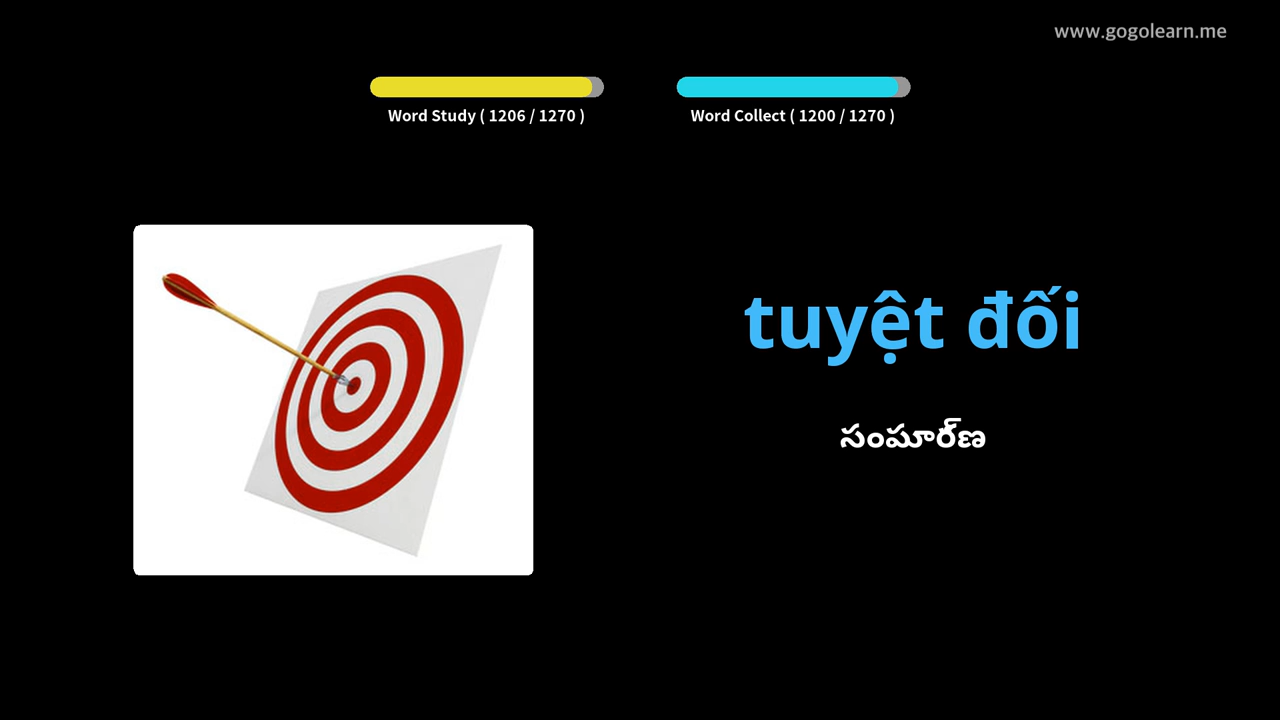 www.gogolearn.me
Word Study ( 1206 / 1270 )
Word Collect ( 1200 / 1270 )
tuyệt đối
సంపూర్ణ